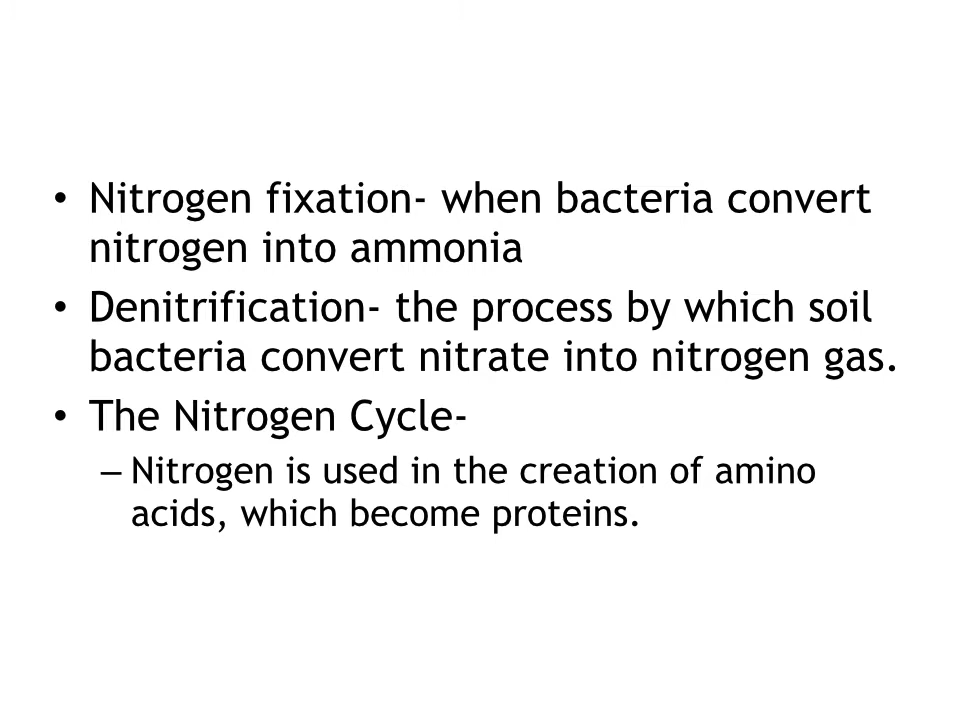 • Nitrogen fixation- when bacteria convert
nitrogen into ammonia
• Denitrification- the process by which soil
bacteria convert nitrate into nitrogen gas.
• The Nitrogen Cycle-
– Nitrogen is used in the creation of amino
acids, which become proteins.